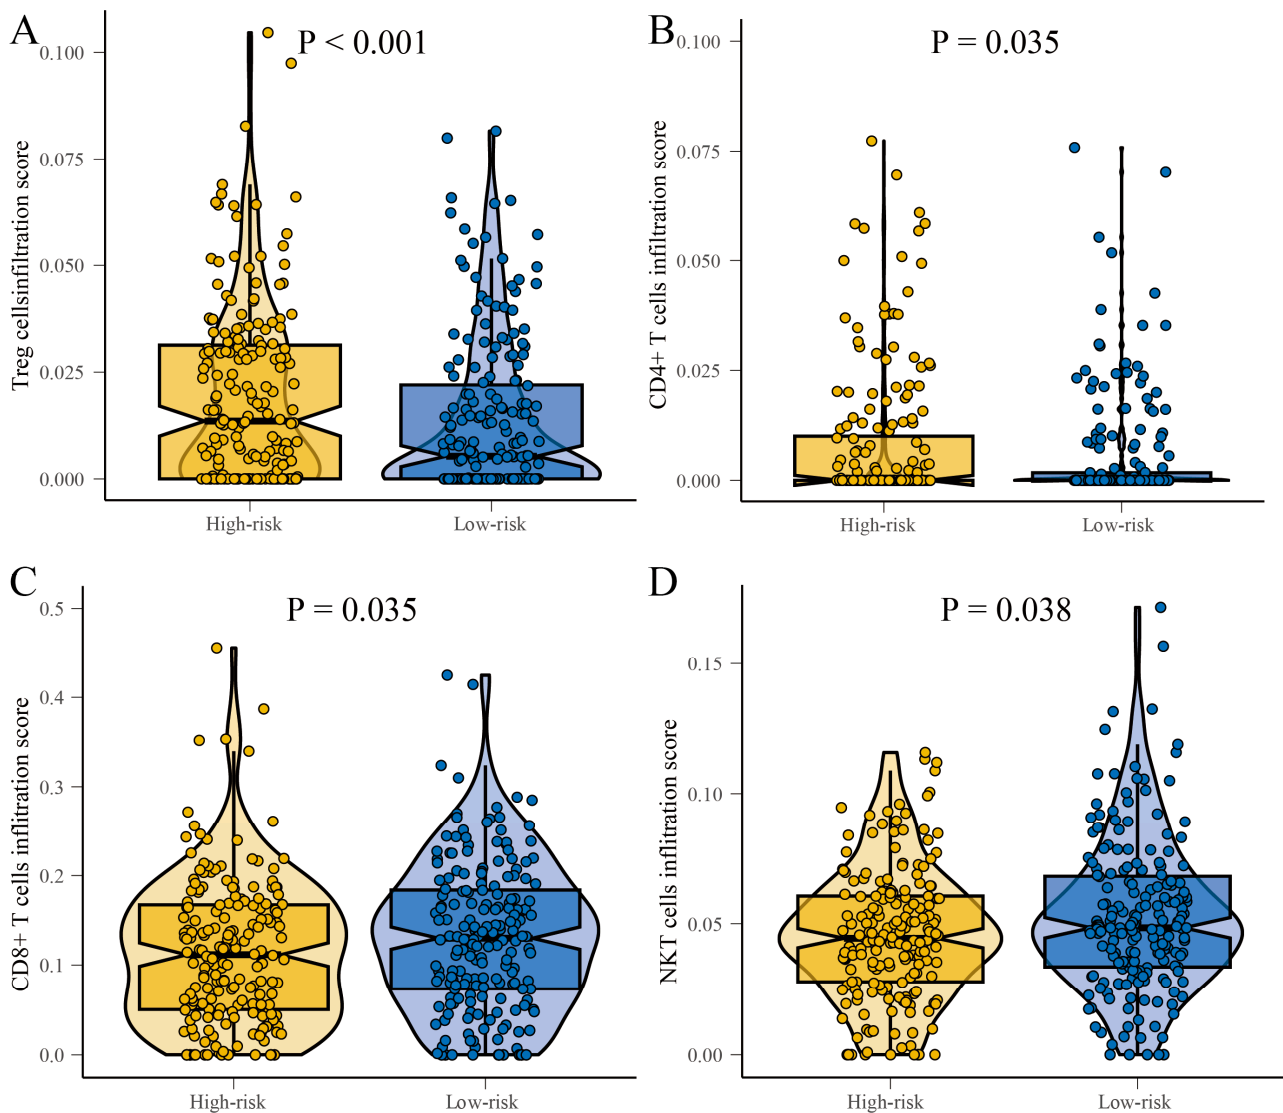 A
P < 0.001
0.100
0.075
0.050
0.025
0.000
Treg cellsinfiltration score
High-risk
Low-risk
B
P = 0.035
0.100
0.075
0.050
0.025
0.000
CD4+ T cells infiltration score
High-risk
Low-risk
C
P = 0.035
0.5
0.4
0.3
0.2
0.1
0.0
CD8+ T cells inflitration score
High-risk
Low-risk
D
P = 0.038
0.15
0.10
0.05
0.00
NKT cells inflitration score
High-risk
Low-risk